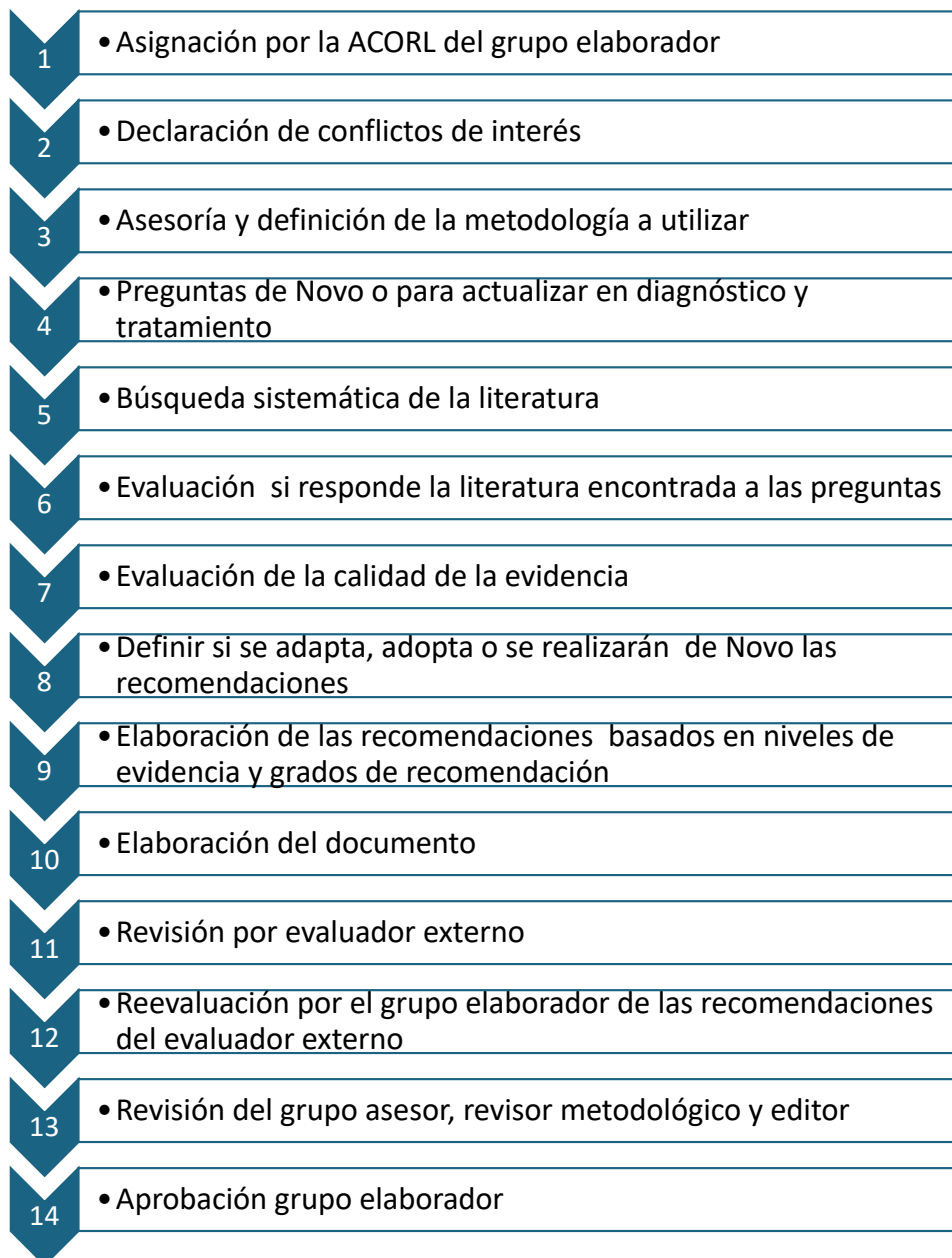 1
•Asignación por la ACORL del grupo elaborador
2
•Declaración de conflictos de interés
3
•Asesoría y definición de la metodología a utilizar
4
•Preguntas de Novo o para actualizar en diagnóstico y
tratamiento
5
•Búsqueda sistemática de la literatura
6
•Evaluación  si responde la literatura encontrada a las preguntas
7
•Evaluación de la calidad de la evidencia
8
•Definir si se adapta, adopta o se realizarán  de Novo las
recomendaciones
9
•Elaboración de las recomendaciones  basados en niveles de
evidencia y grados de recomendación
10
•Elaboración del documento
11
•Revisión por evaluador externo
12
•Reevaluación por el grupo elaborador de las recomendaciones
del evaluador externo
13
•Revisión del grupo asesor, revisor metodológico y editor
14
•Aprobación grupo elaborador